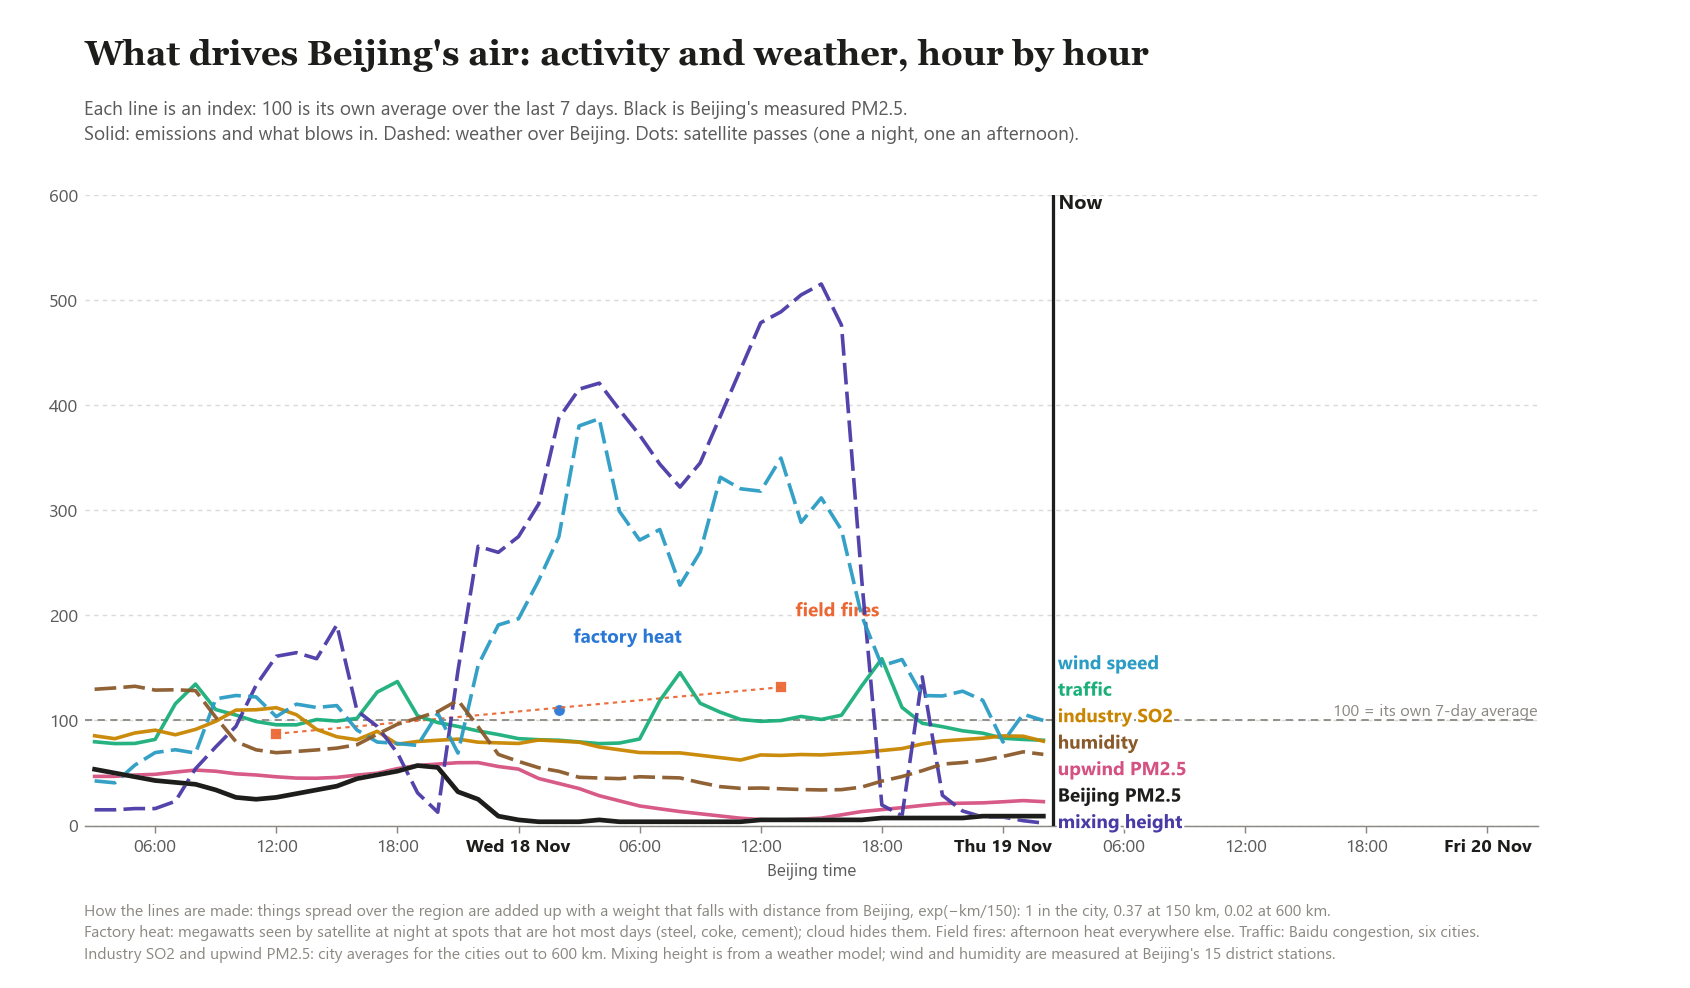 What drives Beijing's air: activity and weather, hour by hour
Each line is an index: 100 is its own average over the last 7 days. Black is Beijing's measured PM2.5.
Solid: emissions and what blows in. Dashed: weather over Beijing. Dots: satellite passes (one a night, one an afternoon).
600
Now
500
400
300
200
field fires
factory heat
wind speed
traffic
100
industry SO2
100 = its own 7-day average
humidity
upwind PM2.5
Beijing PM2.5
0
mixing height
06:00 12:00 18:00 Wed 18 Nov 06:00 12:00 18:00 Thu 19 Nov 06:00 12:00 18:00 Fri 20 Nov
Beijing time
How the lines are made: things spread over the region are added up with a weight that falls with distance from Beijing, exp(−km/150): 1 in the city, 0.37 at 150 km, 0.02 at 600 km.
Factory heat: megawatts seen by satellite at night at spots that are hot most days (steel, coke, cement); cloud hides them. Field fires: afternoon heat everywhere else. Traffic: Baidu congestion, six cities.
Industry SO2 and upwind PM2.5: city averages for the cities out to 600 km. Mixing height is from a weather model; wind and humidity are measured at Beijing's 15 district stations.